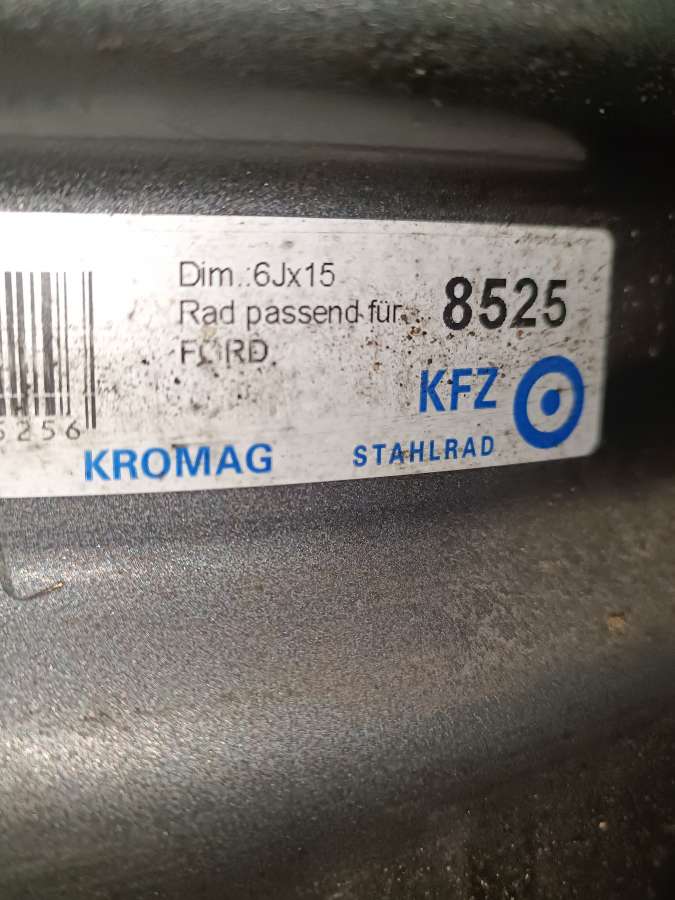 Dim.:6Jx15
Rad passend für
8525
FORD
KFZ
KROMAG
STAHLRAD
5256